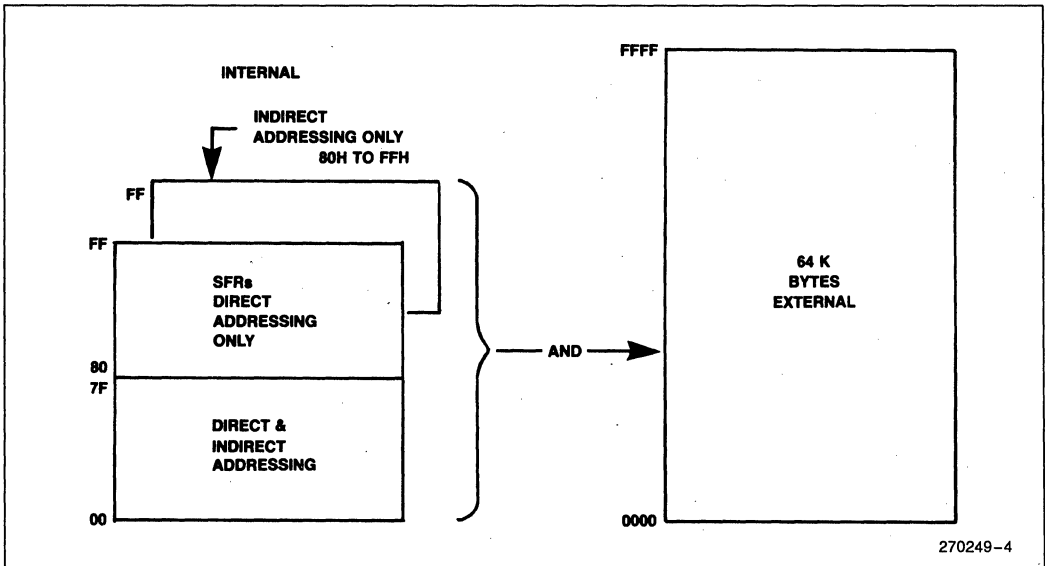 INTERNAL
INDIRECT
ADDRESSING ONLY
80H TO FFH
FF
FF
SFRs
DIRECT
ADDRESSING
ONLY
80
7F
DIRECT &
INDIRECT
ADDRESSING
00
AND
FFFF
64 K
BYTES
EXTERNAL
0000
270249–4